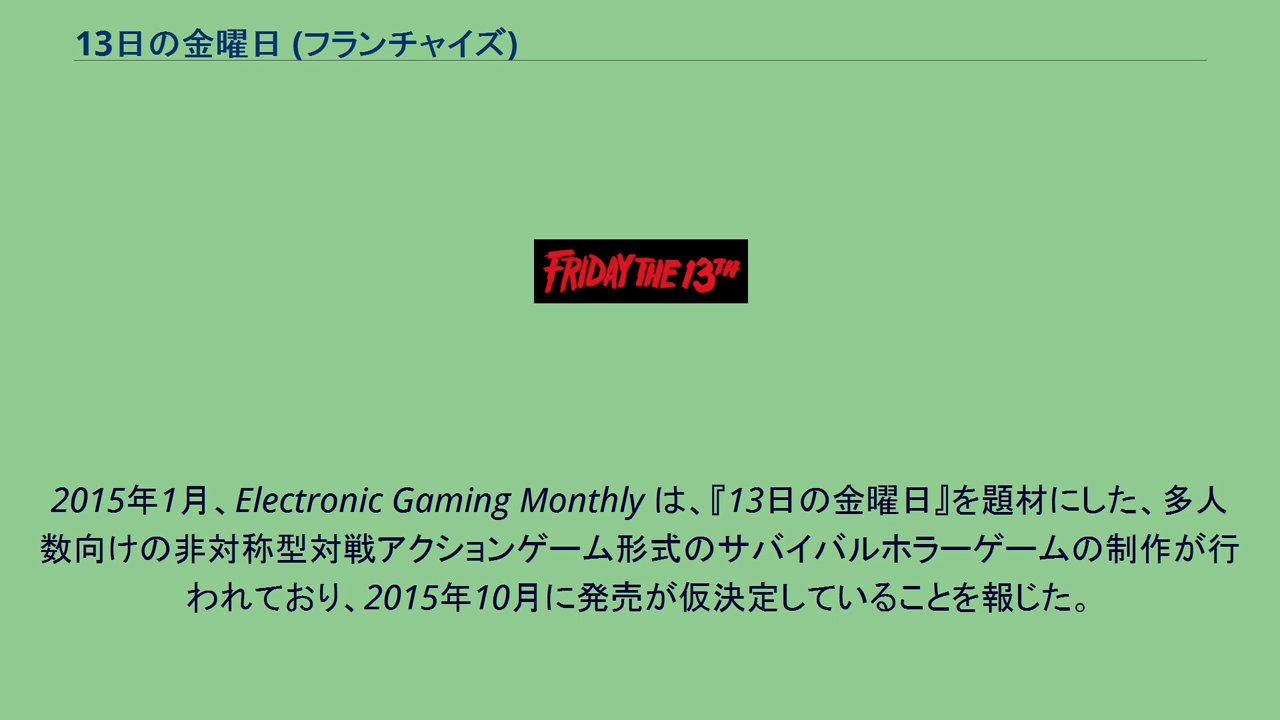 13日の金曜日 (フランチャイズ)
FRIDAY THE 13TH
2015年1月、Electronic Gaming Monthly は、『13日の金曜日』を題材にした、多人
数向けの非対称型対戦アクションゲーム形式のサバイバルホラーゲームの制作が行
われており、2015年10月に発売が仮決定していることを報じた。